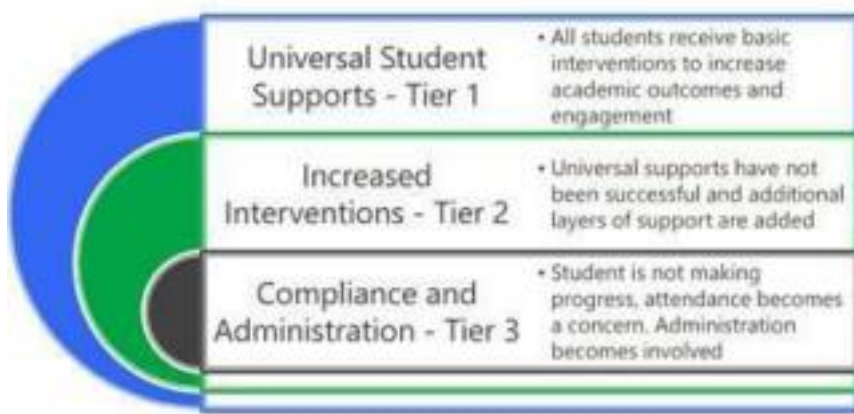 Universal Student
Supports - Tier 1
• All students receive basic
interventions to increase
academic outcomes and
engagement
Increased
Interventions - Tier 2
• Universal supports have not
been successful and additional
layers of support are added
Compliance and
Administration - Tier 3
• Student is not making
progress, attendance becomes
a concern. Administration
becomes involved